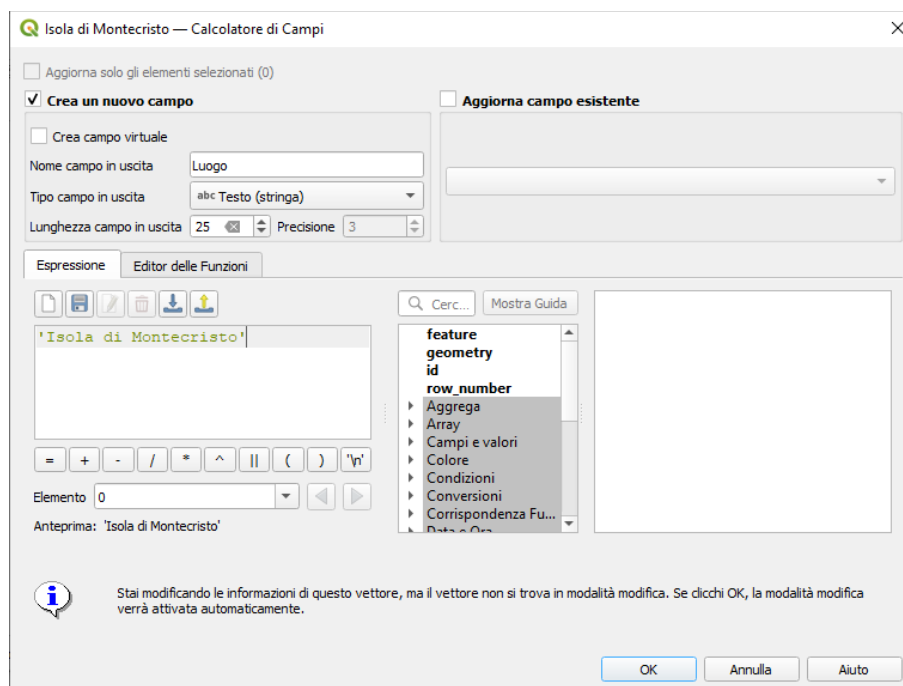 Isola di Montecristo — Calcolatore di Campi
Aggiorna solo gli elementi selezionati (0)
Crea un nuovo campo
Aggiorna campo esistente
Crea campo virtuale
Nome campo in uscita
Luogo
Tipo campo in uscita
abc Testo (stringa)
Lunghezza campo in uscita
25
Precisione
3
Espressione
Editor delle Funzioni
Cerc...
Mostra Guida
'Isola di Montecristo'
feature
geometry
id
row_number
Aggrega
Array
Campi e valori
Colore
Condizioni
Conversioni
Corrispondenza Fu...
Data e Ora
= + - / * ^ || ( ) '\n'
Elemento
0
Anteprima: 'Isola di Montecristo'
Stai modificando le informazioni di questo vettore, ma il vettore non si trova in modalità modifica. Se clicchi OK, la modalità modifica
verrà attivata automaticamente.
OK
Annulla
Aiuto